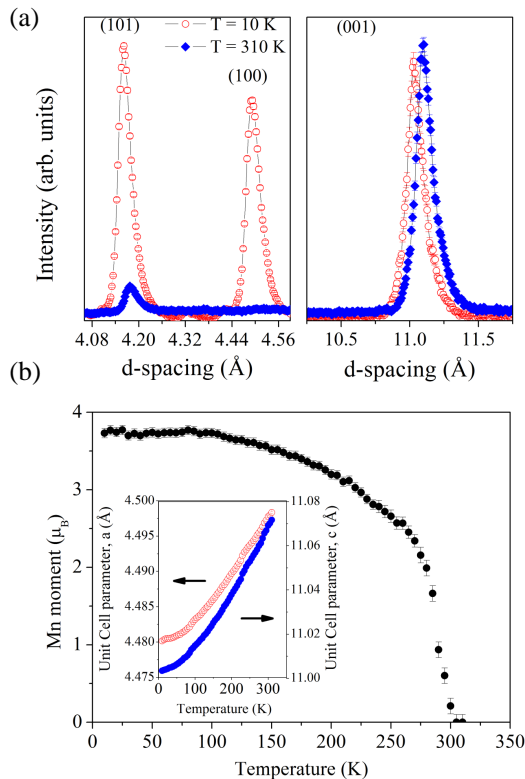 (a)
(101)
T = 10 K
T = 310 K
(100)
(001)
Intensity (arb. units)
4.08 4.20 4.32 4.44 4.56
10.5 11.0 11.5
d-spacing (Å)
d-spacing (Å)
(b)
4
3
2
1
0
Mn moment (μB)
4.500
4.495
4.490
4.485
4.480
4.475
Unit Cell parameter, a (Å)
11.08
11.06
11.04
11.02
11.00
Unit Cell parameter, c (Å)
0 100 200 300
Temperature (K)
0 50 100 150 200 250 300 350
Temperature (K)